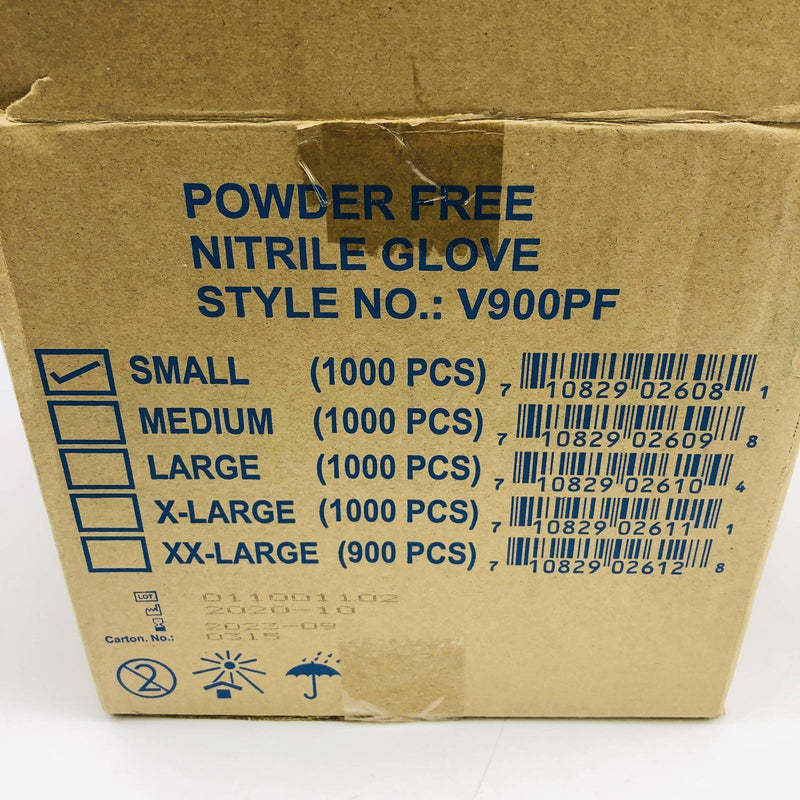 POWDER FREE
NITRILE GLOVE
STYLE NO.: V900PF
SMALL (1000 PCS) 7 10829 02608 1
MEDIUM (1000 PCS) 7 10829 02609 8
LARGE (1000 PCS) 7 10829 02610 4
X-LARGE (1000 PCS) 7 10829 02611 1
XX-LARGE (900 PCS) 7 10829 02612 8
LOT 011001102
2020-10
2023-09
Carton. No.: 0315
2